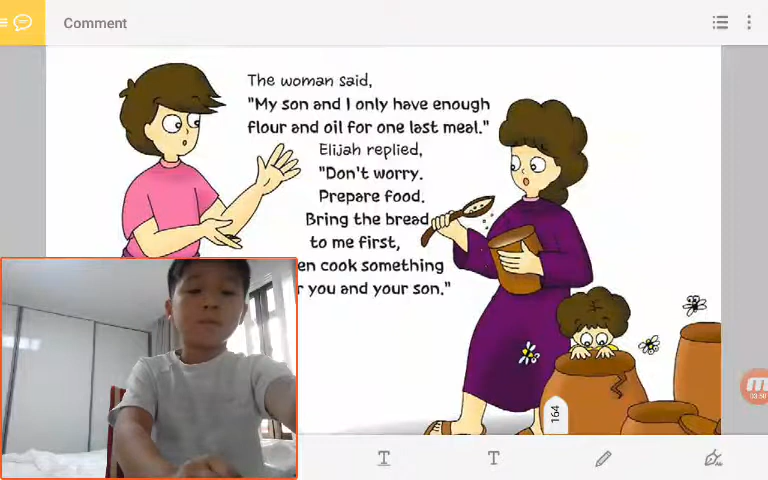 Comment
The woman said,
"My son and I only have enough
flour and oil for one last meal."
Elijah replied,
"Don't worry.
Prepare food.
Bring the bread
to me first,
cook something
you and your son."
164
T
T